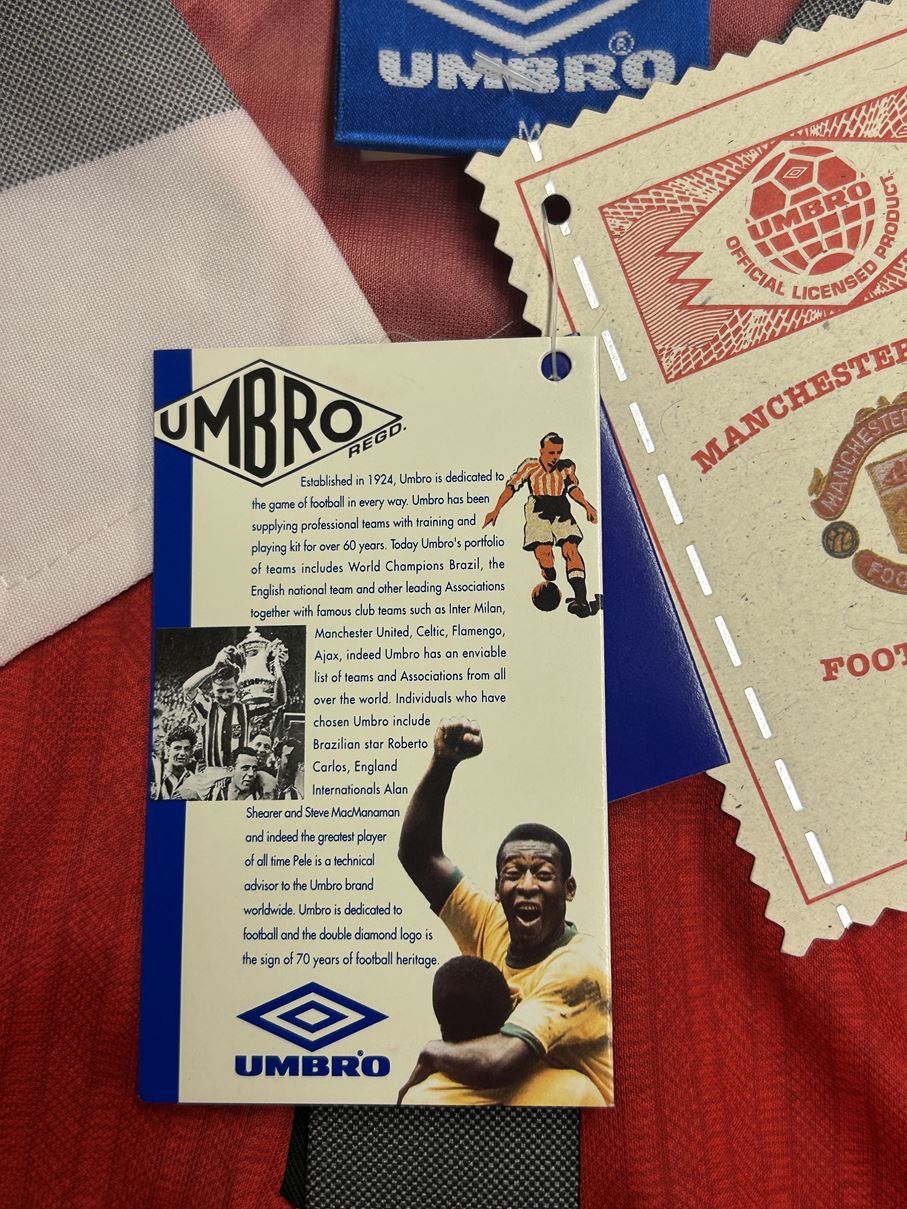 UMBRO®
M
UMBRO
OFFICIAL LICENSED PRODUCT
MANCHESTER
MANCHESTER
FOO
FOOT
UMBRO
REGD.
Established in 1924, Umbro is dedicated to
the game of football in every way. Umbro has been
supplying professional teams with training and
playing kit for over 60 years. Today Umbro's portfolio
of teams includes World Champions Brazil, the
English national team and other leading Associations
together with famous club teams such as Inter Milan,
Manchester United, Celtic, Flamengo,
Ajax, indeed Umbro has an enviable
list of teams and Associations from all
over the world. Individuals who have
chosen Umbro include
Brazilian star Roberto
Carlos, England
Internationals Alan
Shearer and Steve MacManaman
and indeed the greatest player
of all time Pele is a technical
advisor to the Umbro brand
worldwide. Umbro is dedicated to
football and the double diamond logo is
the sign of 70 years of football heritage.
UMBRO®